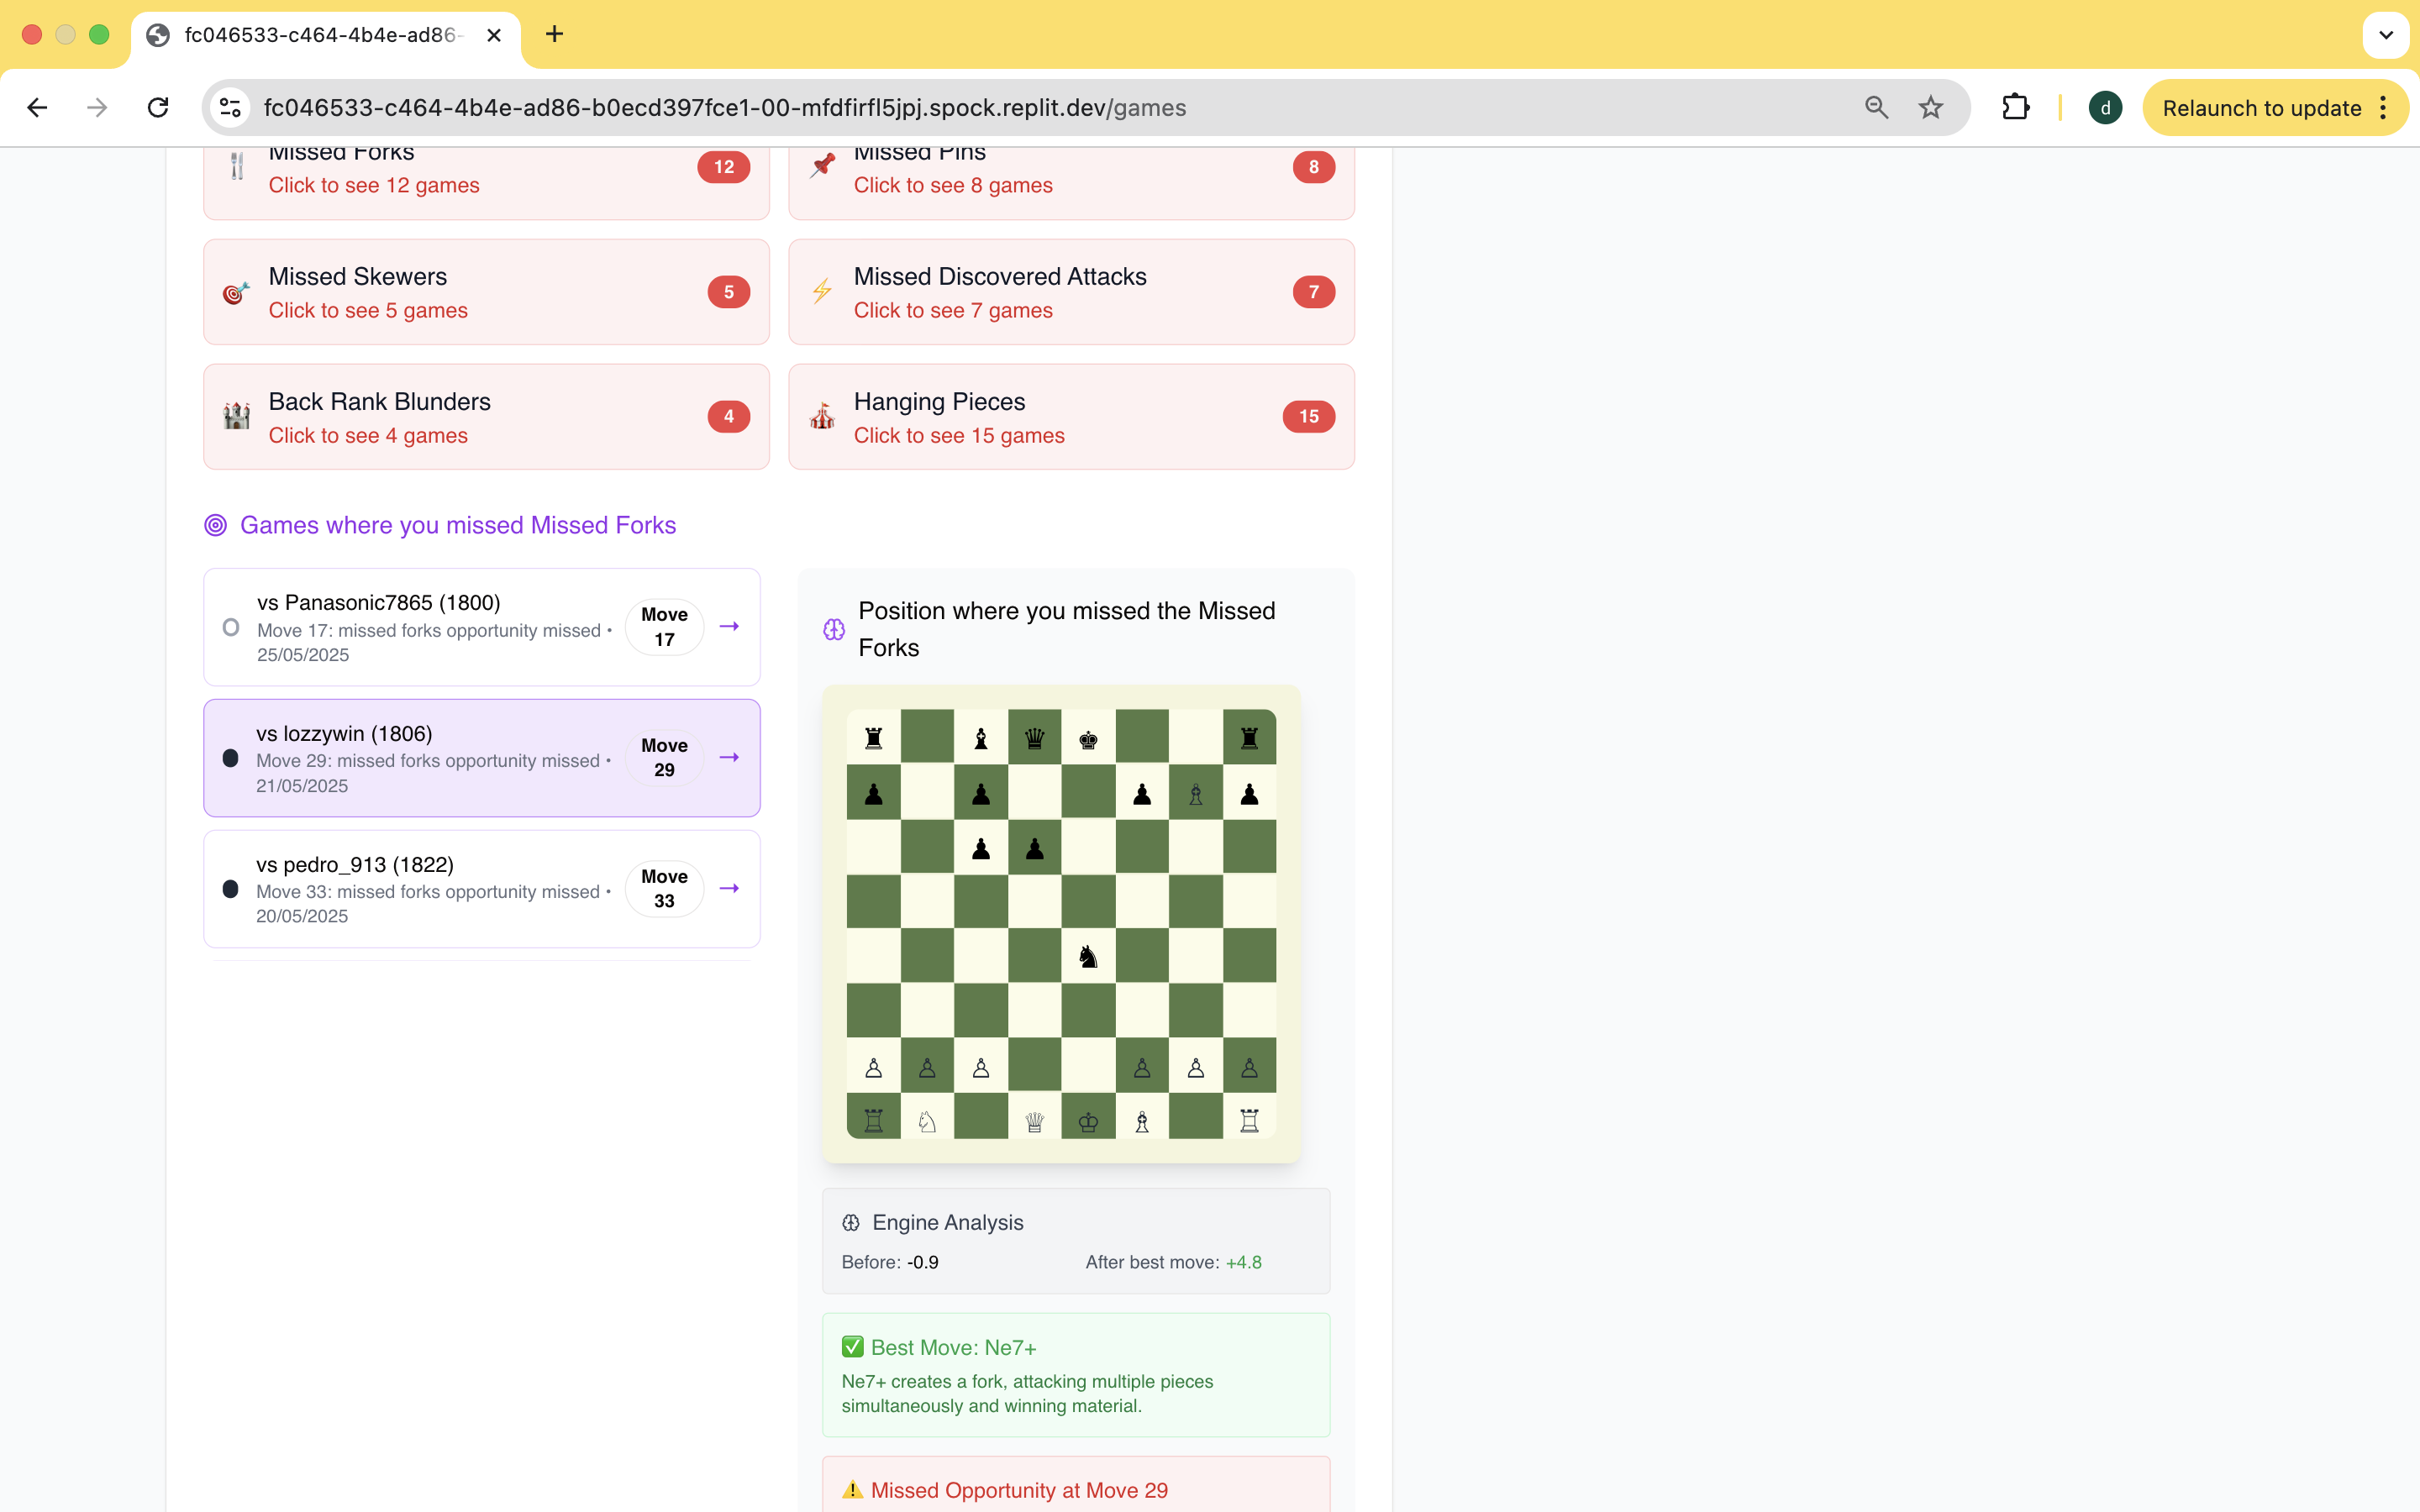 fc046533-c464-4b4e-ad86-
fc046533-c464-4b4e-ad86-b0ecd397fce1-00-mfdfirfl5jpj.spock.replit.dev/games
d
Relaunch to update
Missed Forks
Click to see 12 games
12
Missed Pins
Click to see 8 games
8
Missed Skewers
Click to see 5 games
5
Missed Discovered Attacks
Click to see 7 games
7
Back Rank Blunders
Click to see 4 games
4
Hanging Pieces
Click to see 15 games
15
Games where you missed Missed Forks
vs Panasonic7865 (1800)
Move 17: missed forks opportunity missed •
25/05/2025
Move
17
→
vs lozzywin (1806)
Move 29: missed forks opportunity missed •
21/05/2025
Move
29
→
vs pedro_913 (1822)
Move 33: missed forks opportunity missed •
20/05/2025
Move
33
→
Position where you missed the Missed
Forks
Engine Analysis
Before: -0.9
After best move: +4.8
Best Move: Ne7+
Ne7+ creates a fork, attacking multiple pieces
simultaneously and winning material.
Missed Opportunity at Move 29